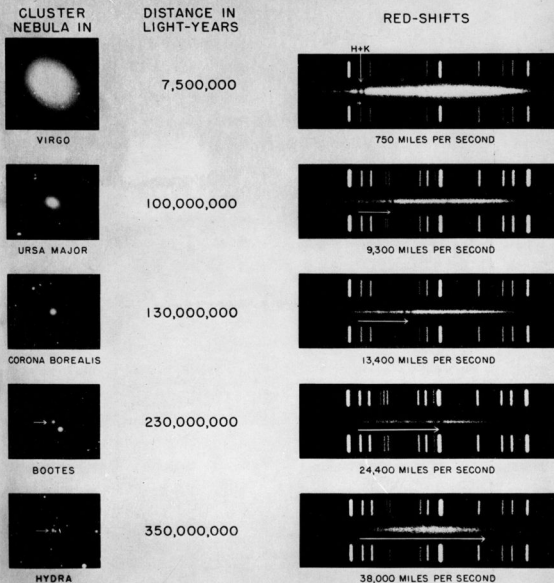 CLUSTER NEBULA IN
DISTANCE IN LIGHT-YEARS
RED-SHIFTS
H+K
VIRGO
7,500,000
750 MILES PER SECOND
URSA MAJOR
100,000,000
9,300 MILES PER SECOND
CORONA BOREALIS
130,000,000
13,400 MILES PER SECOND
BOOTES
230,000,000
24,400 MILES PER SECOND
HYDRA
350,000,000
38,000 MILES PER SECOND